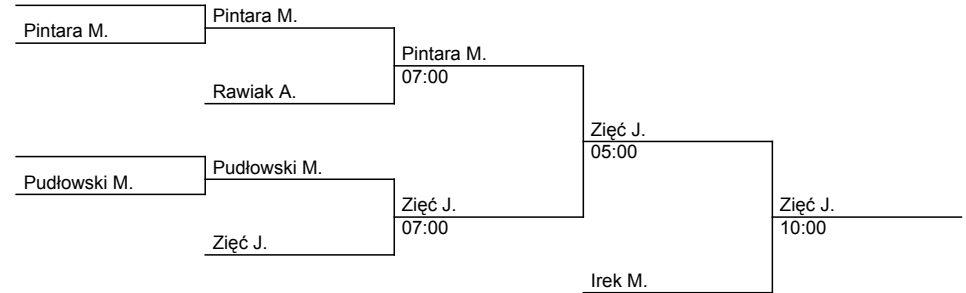 Pintara M.
Pintara M.
Pintara M.
07:00
Rawiak A.
Zięć J.
05:00
Pudłowski M.
Pudłowski M.
Zięć J.
07:00
Zięć J.
10:00
Zięć J.
Irek M.